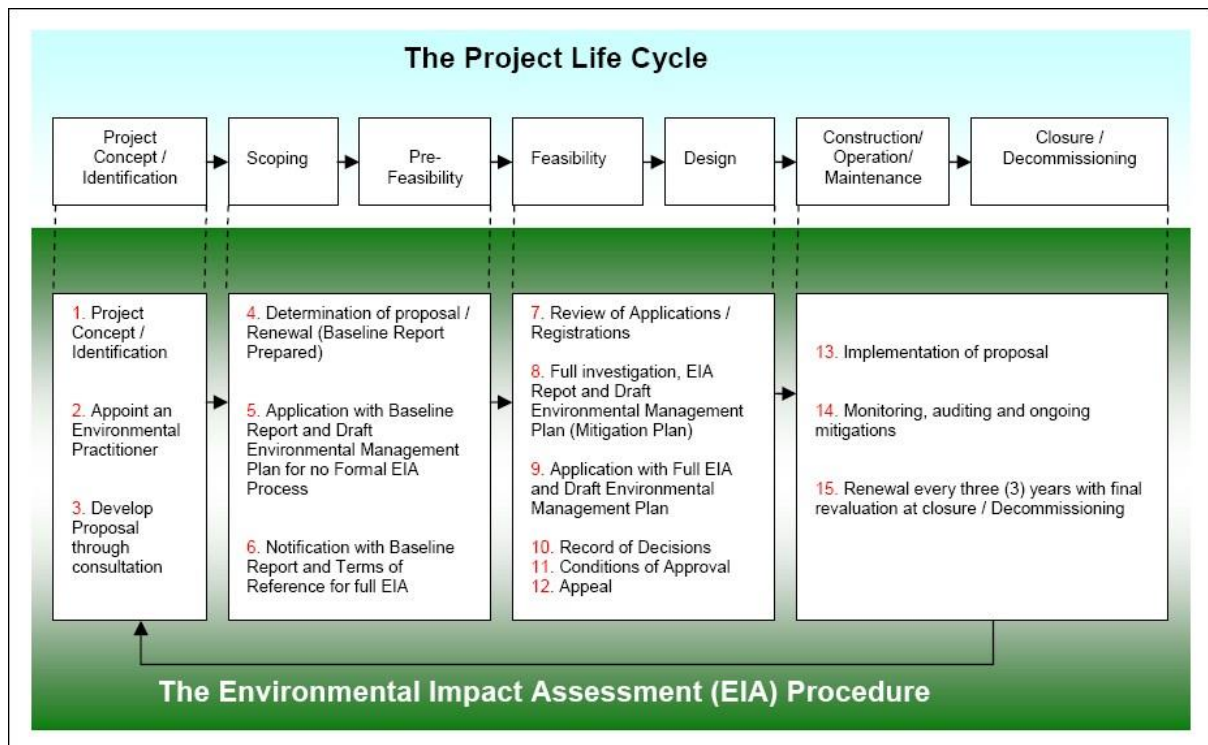 The Project Life Cycle
Project
Concept /
Identification
Scoping
Pre-
Feasibility
Feasibility
Design
Construction/
Operation/
Maintenance
Closure /
Decommissioning
1. Project
Concept /
Identification
2. Appoint an
Environmental
Practitioner
3. Develop
Proposal
through
consultation
4. Determination of proposal /
Renewal (Baseline Report
Prepared)
5. Application with Baseline
Report and Draft
Environmental Management
Plan for no Formal EIA
Process
6. Notification with Baseline
Report and Terms of
Reference for full EIA
7. Review of Applications /
Registrations
8. Full investigation, EIA
Repot and Draft
Environmental Management
Plan (Mitigation Plan)
9. Application with Full EIA
and Draft Environmental
Management Plan
10. Record of Decisions
11. Conditions of Approval
12. Appeal
13. Implementation of proposal
14. Monitoring, auditing and ongoing
mitigations
15. Renewal every three (3) years with final
revaluation at closure / Decommissioning
The Environmental Impact Assessment (EIA) Procedure